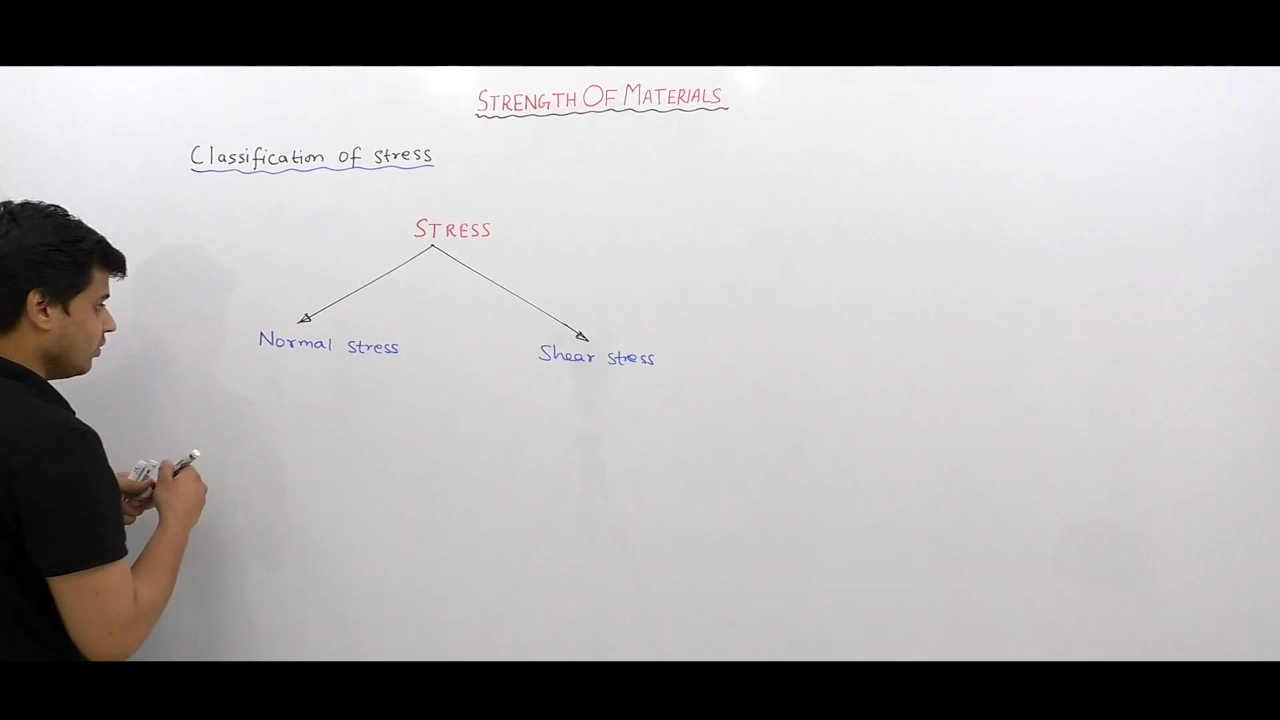 STRENGTH OF MATERIALS
Classification of stress
STRESS
Normal stress
Shear stress